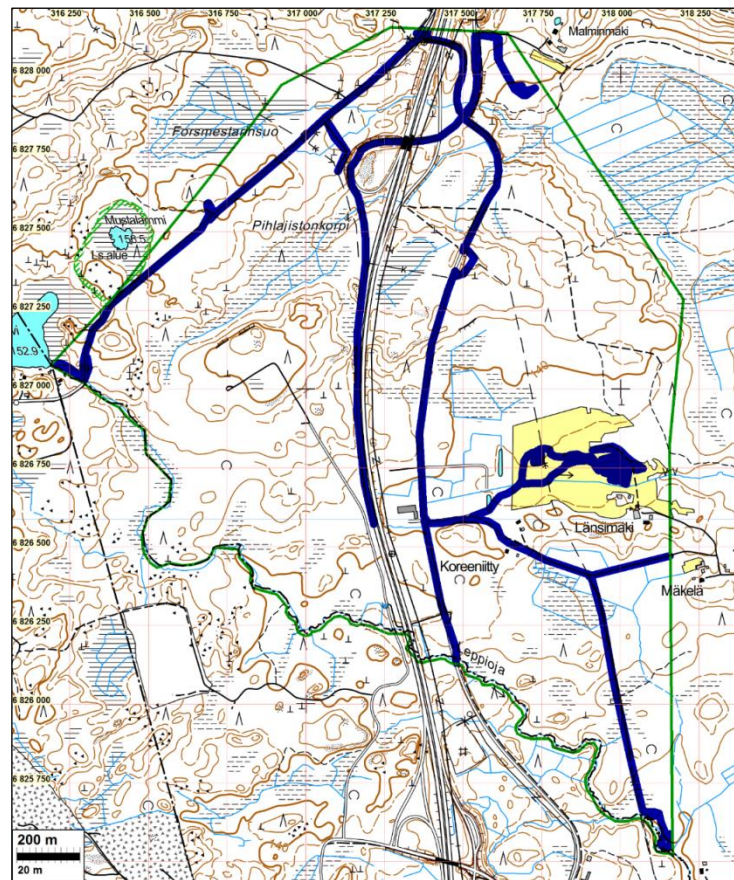 316 250
316 500
317 000
317 250
317 500
317 750
318 000
318 250
Malminmäki
6 828 000
Forsmestarinsuo
6 827 750
Mustalammi
156.5
Pihlajistonkorpi
6 827 500
Ls.alue
6 827 250
152.9
6 827 000
140
6 826 750
Länsimäki
6 826 500
Koreeniitty
Mäkelä
6 826 250
eppioja
6 826 000
6 825 750
200 m
20 m
140